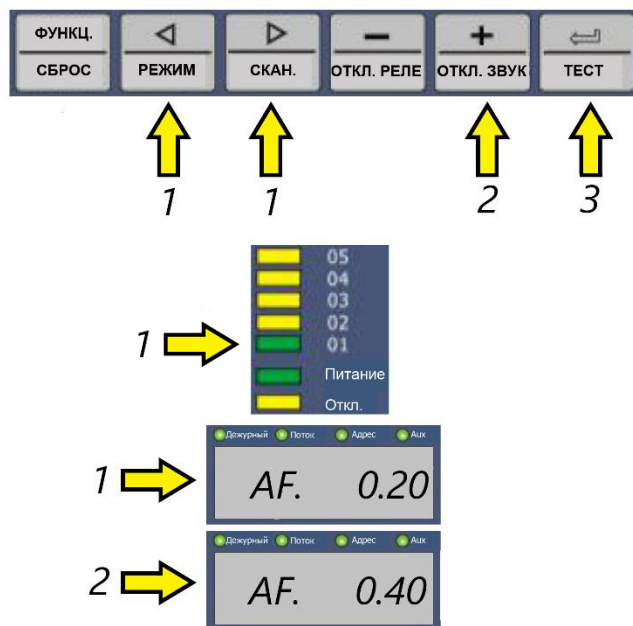 ФУНКЦ.
СБРОС РЕЖИМ СКАН. ОТКЛ. РЕЛЕ ОТКЛ. ЗВУК ТЕСТ
1 1 2 3
05
04
03
02
1 01
Питание
Откл.
Дежурный Поток Адрес Aux
1 AF. 0.20
Дежурный Поток Адрес Aux
2 AF. 0.40